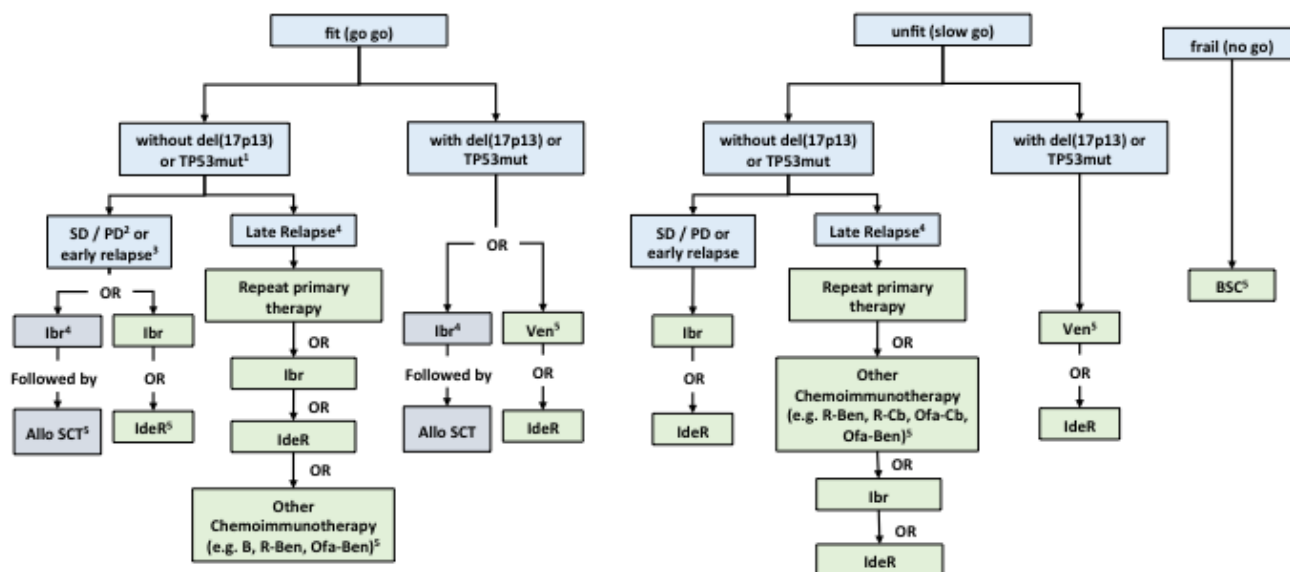 fit (go go)
unfit (slow go)
frail (no go)
without del(17p13)
or TP53mut¹
with del(17p13) or
TP53mut
without del(17p13)
or TP53mut
with del(17p13) or
TP53mut
SD / PD² or
early relapse³
Late Relapse⁴
OR
SD / PD or
early relapse
Late Relapse⁴
OR
Repeat primary
therapy
Repeat primary
therapy
BSC⁵
Ibr⁴
Ibr
OR
Ibr⁴
Ven⁵
Ibr
OR
Ven⁵
Followed by
OR
Ibr
Followed by
OR
OR
Other
Chemoimmunotherapy
(e.g. R-Ben, R-Cb, Ofa-Cb,
Ofa-Ben)⁵
OR
OR
Allo SCT⁵
IdeR⁵
IdeR
Allo SCT
IdeR
IdeR
IdeR
OR
OR
Other
Chemoimmunotherapy
(e.g. B, R-Ben, Ofa-Ben)⁵
Ibr
OR
IdeR